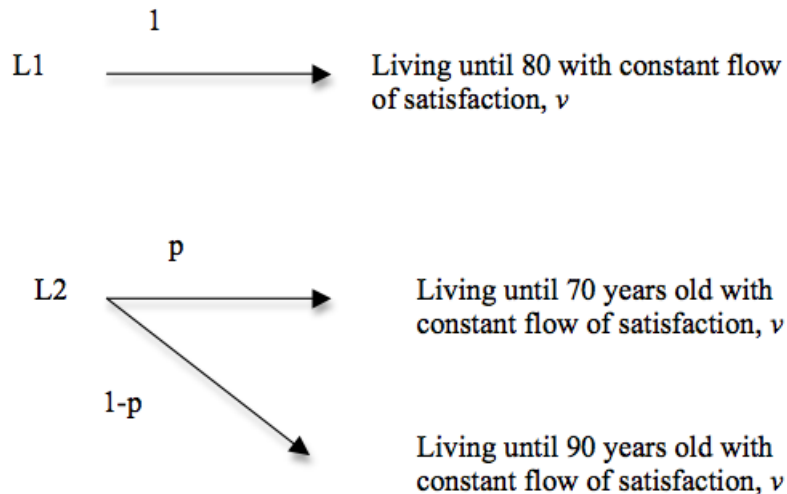 1
L1
Living until 80 with constant flow
of satisfaction, v
p
L2
Living until 70 years old with
constant flow of satisfaction, v
1-p
Living until 90 years old with
constant flow of satisfaction, v